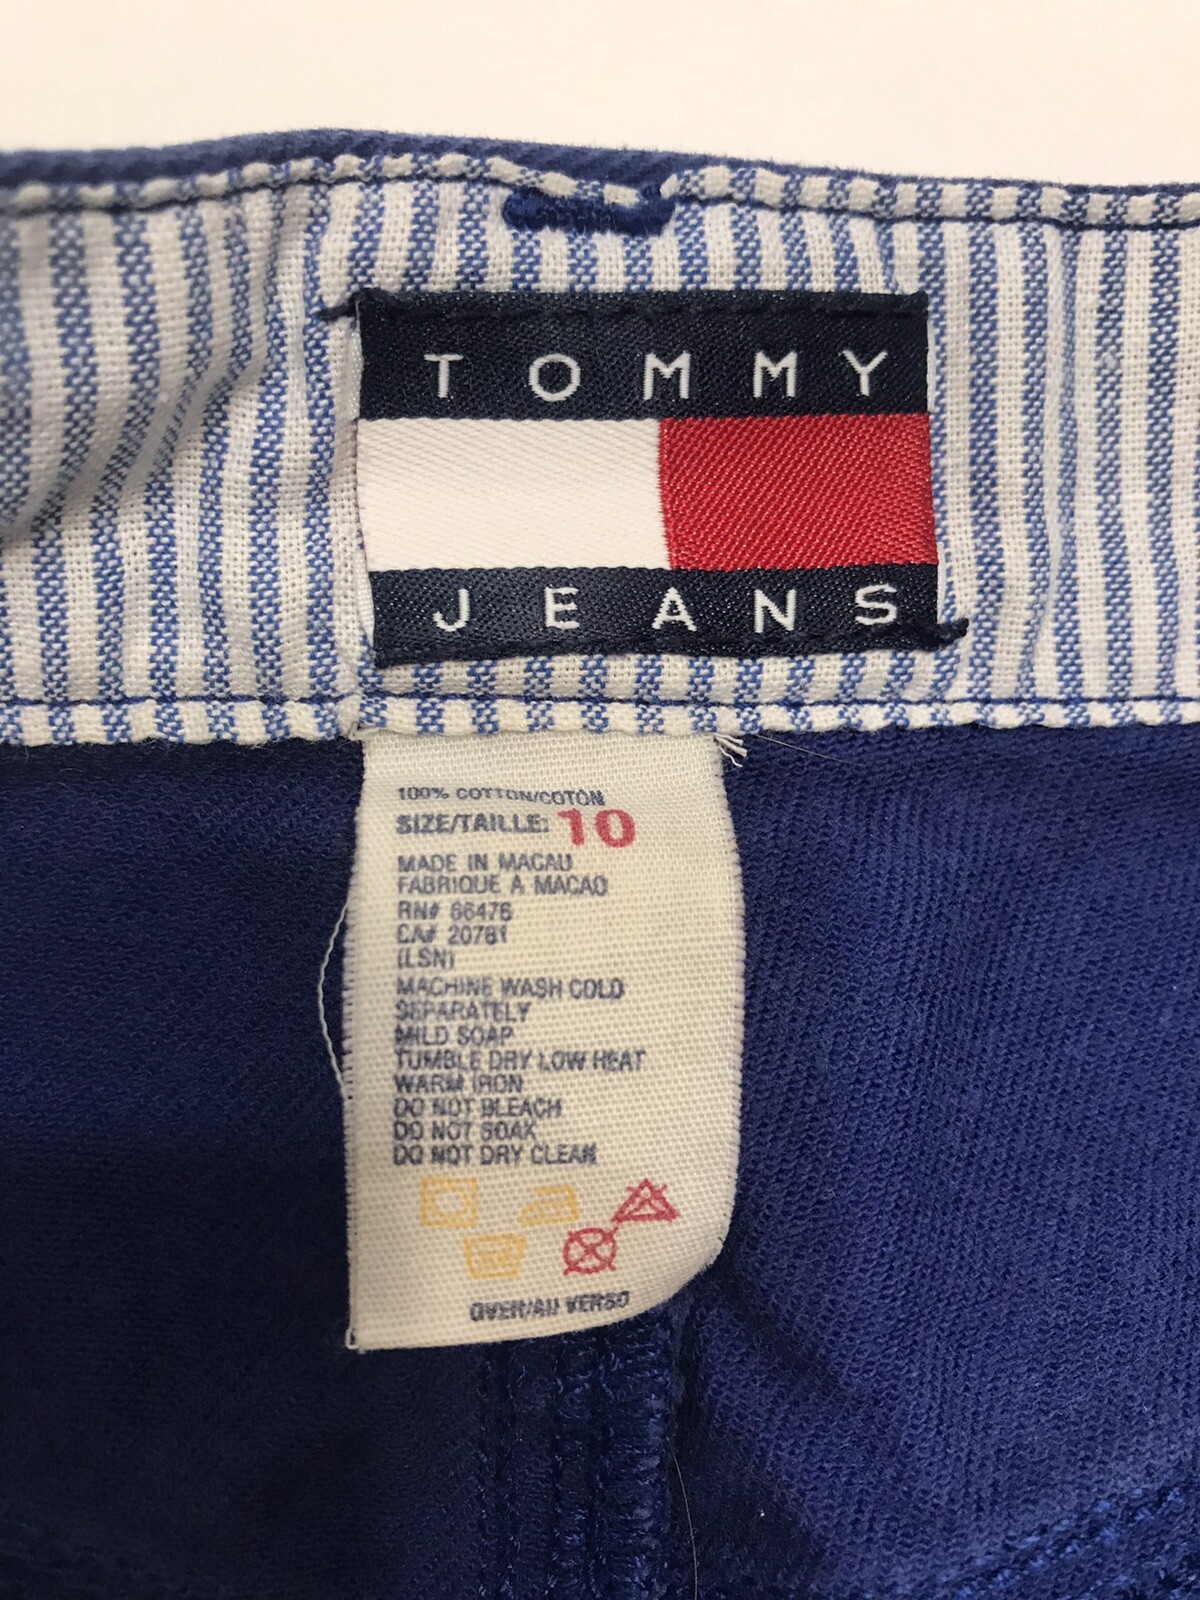 TOMMY
JEANS
100% COTTON/COTON
SIZE/TAILLE: 10
MADE IN MACAU
FABRIQUE A MACAO
RN# 66476
CA# 20781
(LSN)
MACHINE WASH COLD
SEPARATELY
MILD SOAP
TUMBLE DRY LOW HEAT
WARM IRON
DO NOT BLEACH
DO NOT SOAK
DO NOT DRY CLEAN
OVER/AU VERSO